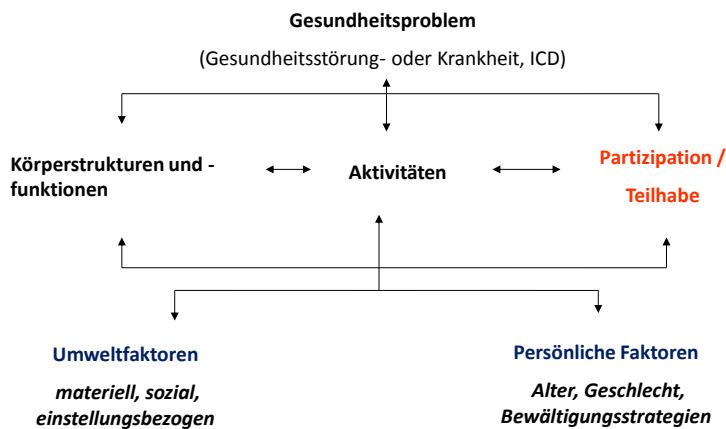 Gesundheitsproblem
(Gesundheitsstörung- oder Krankheit, ICD)
Körperstrukturen und -
funktionen
Aktivitäten
Partizipation /
Teilhabe
Umweltfaktoren
materiell, sozial,
einstellungsbezogen
Persönliche Faktoren
Alter, Geschlecht,
Bewältigungsstrategien